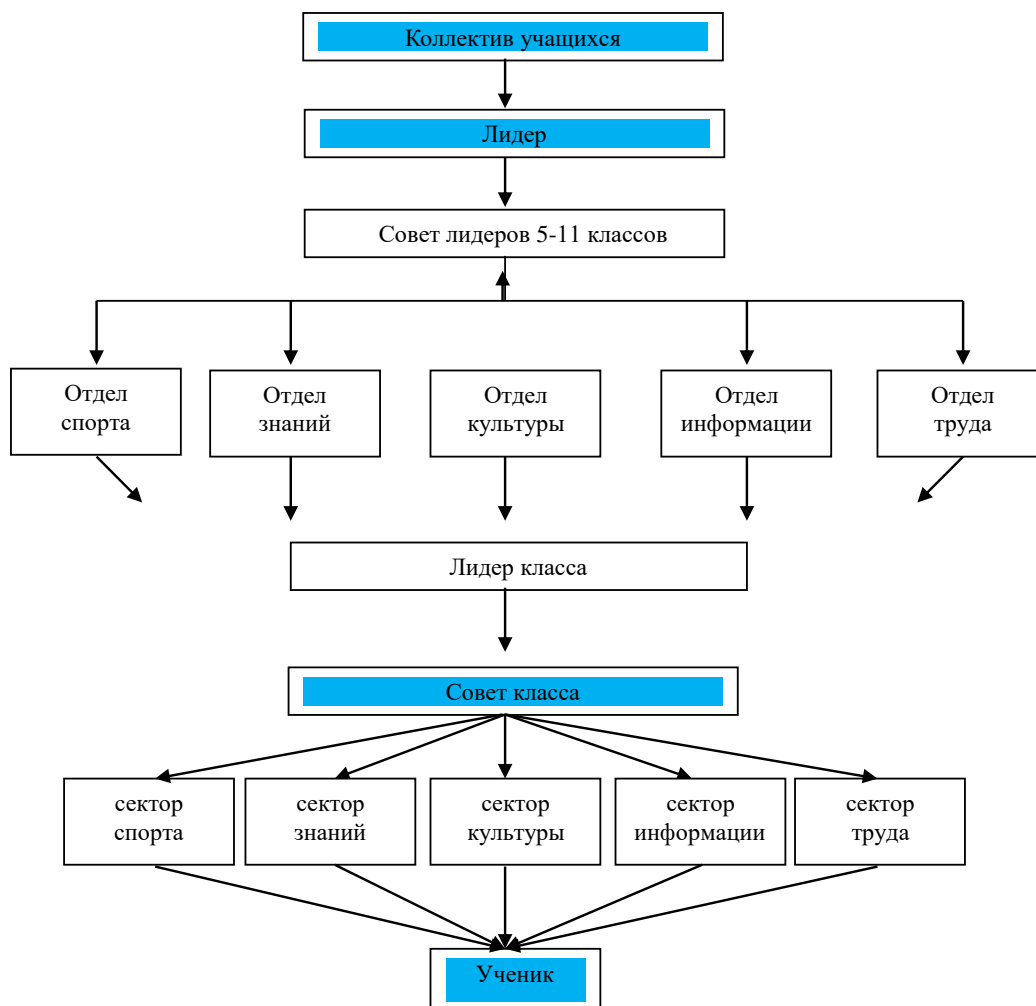 Коллектив учащихся
Лидер
Совет лидеров 5-11 классов
Отдел
спорта
Отдел
знаний
Отдел
культуры
Отдел
информации
Отдел
труда
Лидер класса
Совет класса
сектор
спорта
сектор
знаний
сектор
культуры
сектор
информации
сектор
труда
Ученик